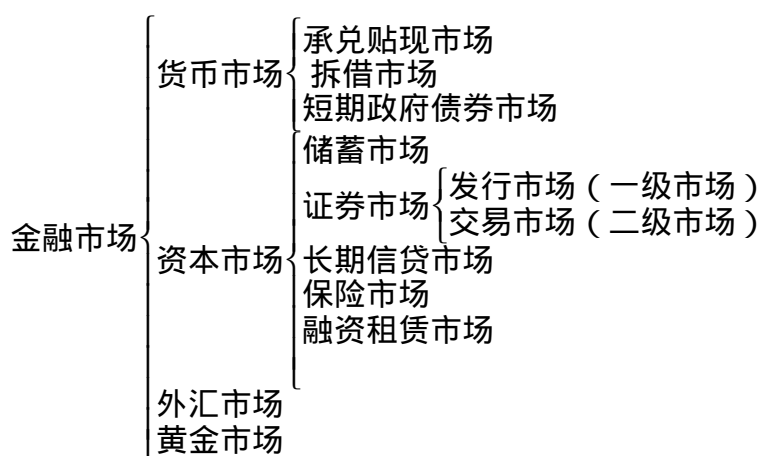 金融市场
货币市场
承兑贴现市场
拆借市场
短期政府债券市场
资本市场
储蓄市场
证券市场
发行市场（一级市场）
交易市场（二级市场）
长期信贷市场
保险市场
融资租赁市场
外汇市场
黄金市场